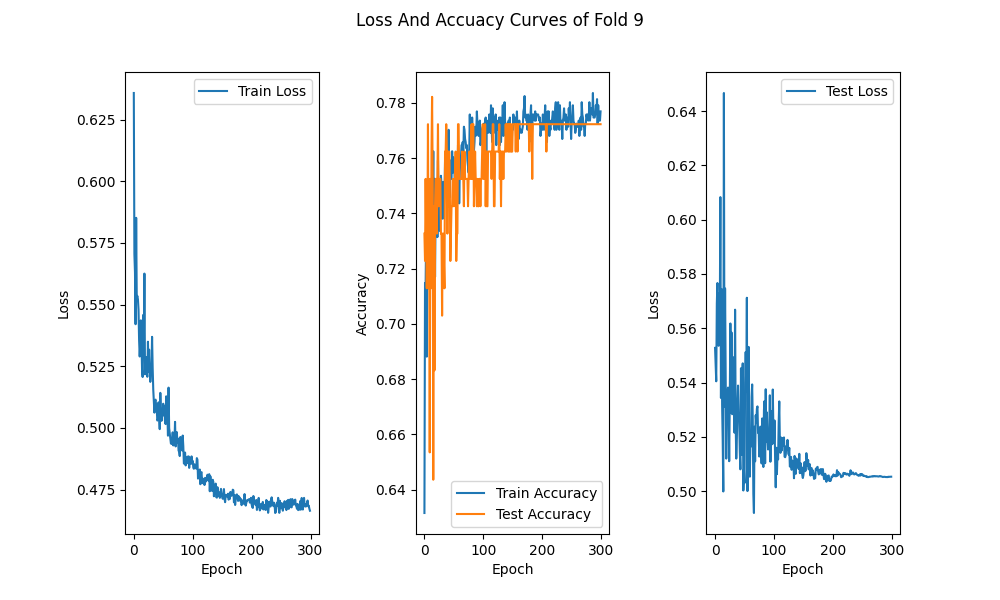 Loss And Accuacy Curves of Fold 9
Train Loss
0.625
0.600
0.575
0.550
0.525
0.500
0.475
Loss
0 100 200 300
Epoch
0.78
0.76
0.74
0.72
0.70
0.68
0.66
0.64
Accuracy
Train Accuracy
Test Accuracy
0 100 200 300
Epoch
Test Loss
0.64
0.62
0.60
0.58
0.56
0.54
0.52
0.50
Loss
0 100 200 300
Epoch